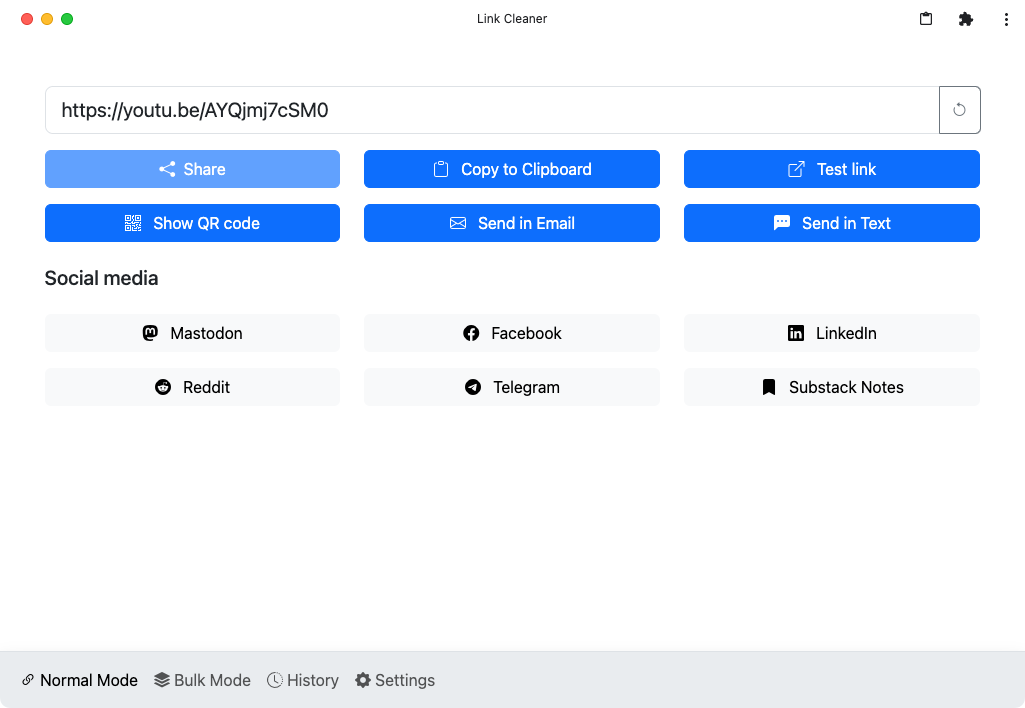 Link Cleaner
https://youtu.be/AYQjmj7cSM0
Share Copy to Clipboard Test link
Show QR code Send in Email Send in Text
Social media
Mastodon Facebook LinkedIn
Reddit Telegram Substack Notes
Normal Mode Bulk Mode History Settings